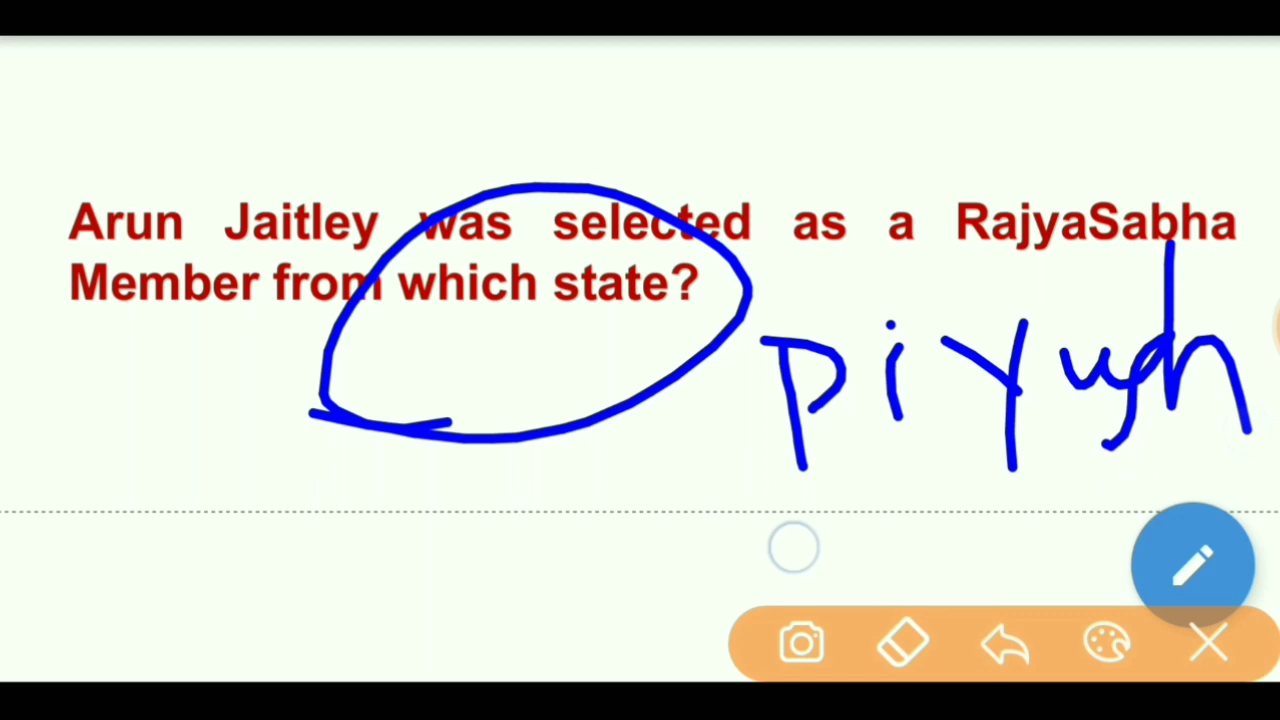 Arun Jaitley was selected as a RajyaSabha
Member from which state?
piyush